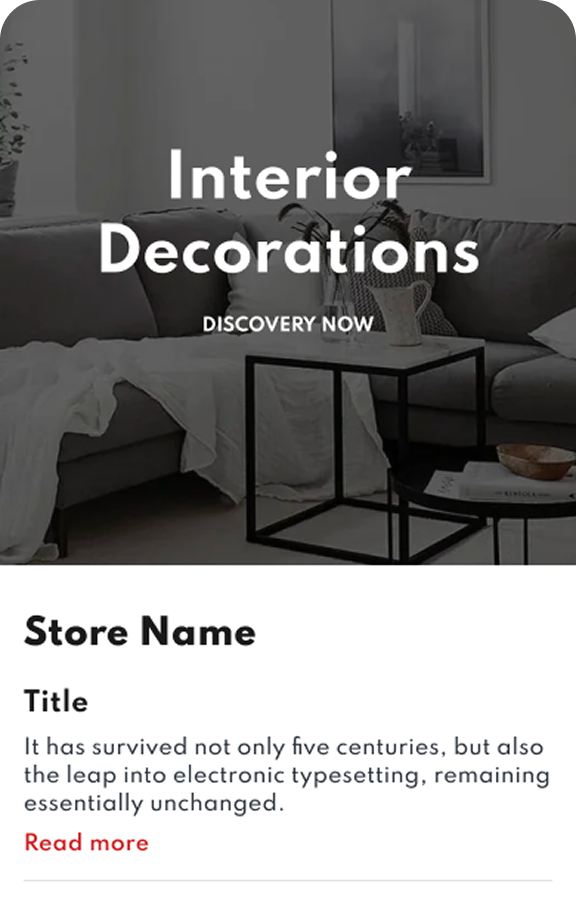 Interior
Decorations
DISCOVERY NOW
Store Name
Title
It has survived not only five centuries, but also
the leap into electronic typesetting, remaining
essentially unchanged.
Read more